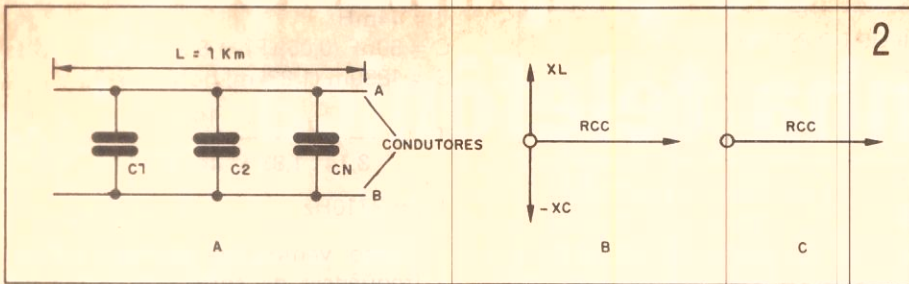 2
L = 1 Km
A
C1
C2
CN
CONDUTORES
B
A
XL
RCC
-XC
B
RCC
C